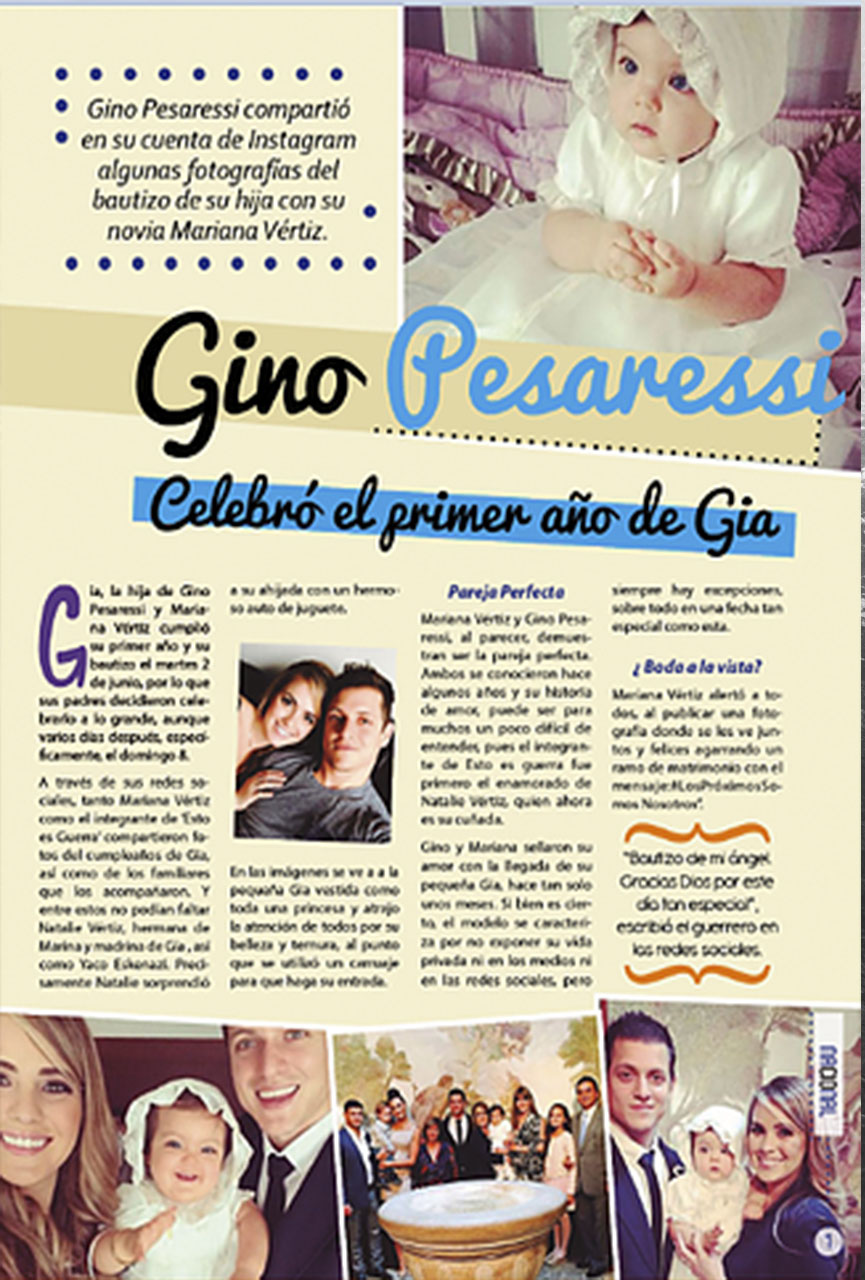 Gino Pesaressi compartió
en su cuenta de Instagram
algunas fotografías del
bautizo de su hija con su
novia Mariana Vértiz.
Gino Pesaressi
Celebró el primer año de Gia
Gia, la hija de Gino
Pesaressi y Maria-
na Vértiz cumplió
su primer año y su
bautizo el martes 2
de junio, por lo que
sus padres decidieron cele-
brarlo a lo grande, aunque
varios días después, especí-
ficamente, el domingo 8.
A través de sus redes so-
ciales, tanto Mariana Vértiz
como el integrante de 'Esto
es Guerra' compartieron fo-
tos del cumpleaños de Gia,
así como de los familiares
que los acompañaron. Y
entre estos no podían faltar
Natalie Vértiz, hermana de
Marina y madrina de Gia , así
como Yaco Eskenazi. Preci-
samente Natalie sorprendió
a su ahijada con un hermo-
so auto de juguete.
En las imágenes se ve a a la
pequeña Gia vestida como
toda una princesa y atrajo
la atención de todos por su
belleza y ternura, al punto
que se utilizó un carruaje
para que haga su entrada.
Pareja Perfecta
Mariana Vértiz y Gino Pesa-
ressi, al parecer, demues-
tran ser la pareja perfecta.
Ambos se conocieron hace
algunos años y su historia
de amor, puede ser para
muchos un poco difícil de
entender, pues el integran-
te de Esto es guerra fue
primero el enamorado de
Natalie Vértiz, quien ahora
es su cuñada.
Gino y Mariana sellaron su
amor con la llegada de su
pequeña Gia, hace tan solo
unos meses. Si bien es cier-
to, el modelo se caracteri-
za por no exponer su vida
privada ni en los medios ni
en las redes sociales, pero
siempre hay excepciones,
sobre todo en una fecha tan
especial como esta.
¿Boda a la vista?
Mariana Vértiz alertó a to-
dos, al publicar una foto-
grafía donde se les ve jun-
tos y felices agarrando un
ramo de matrimonio con el
mensaje:#LosPróximosSo-
mos Nosotros".
"Bautizo de mi ángel.
Gracias Dios por este
día tan especial",
escribió el guerrero en
las redes sociales.
1